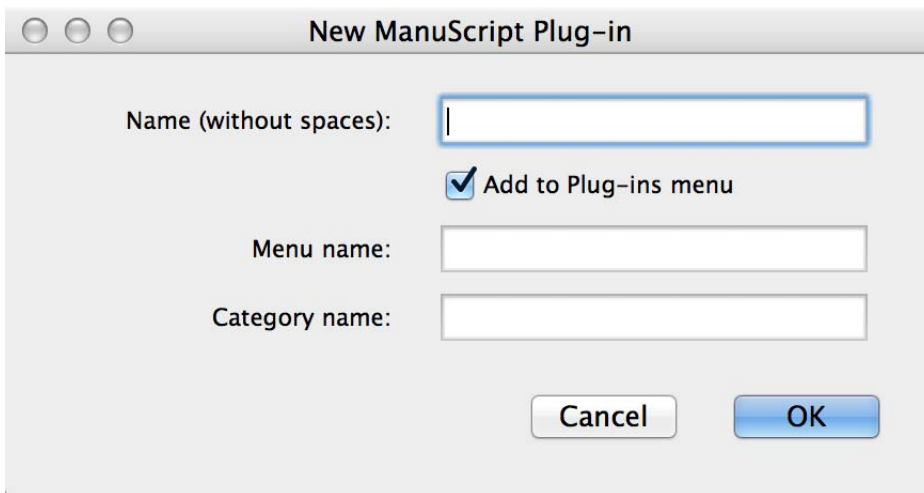 New ManuScript Plug-in
Name (without spaces):
Add to Plug-ins menu
Menu name:
Category name:
Cancel OK